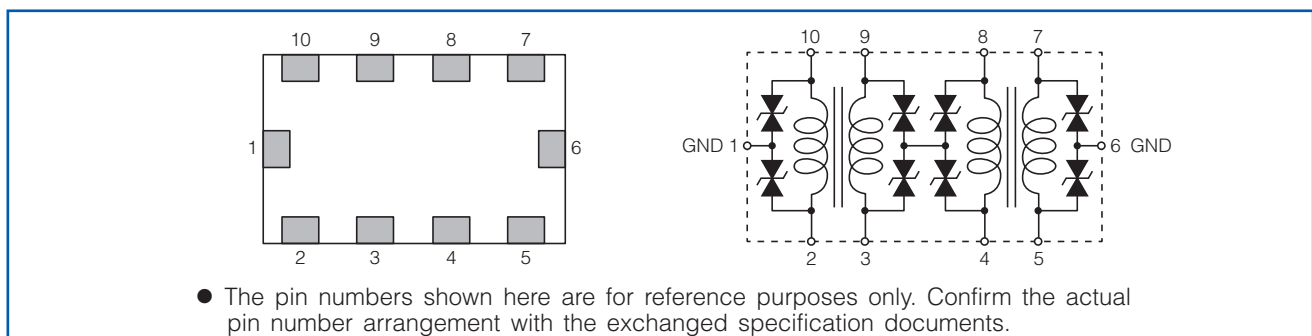 10 9 8 7
1 6
2 3 4 5
10 9 8 7
GND 1 6 GND
2 3 4 5
● The pin numbers shown here are for reference purposes only. Confirm the actual
pin number arrangement with the exchanged specification documents.